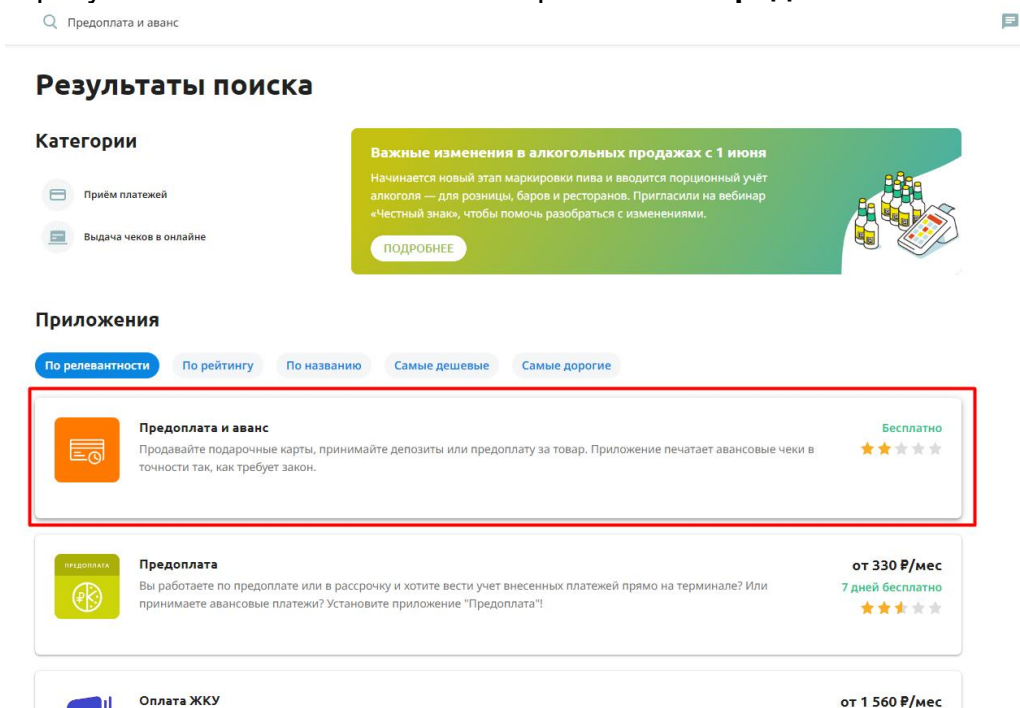 Предоплата и аванс
Результаты поиска
Категории
Приём платежей
Выдача чеков в онлайне
Важные изменения в алкогольных продажах с 1 июня
Начинается новый этап маркировки пива и вводится порционный учёт
алкоголя — для розницы, баров и ресторанов. Пригласили на вебинар
«Честный знак», чтобы помочь разобраться с изменениями.
ПОДРОБНЕЕ
Приложения
По релевантности По рейтингу По названию Самые дешевые Самые дорогие
Предоплата и аванс
Бесплатно
Продавайте подарочные карты, принимайте депозиты или предоплату за товар. Приложение печатает авансовые чеки в
точности так, как требует закон.
ПРЕДОПЛАТА
Предоплата
от 330 ₽/мес
Вы работаете по предоплате или в рассрочку и хотите вести учет внесенных платежей прямо на терминале? Или
7 дней бесплатно
принимаете авансовые платежи? Установите приложение "Предоплата"!
Оплата ЖКУ
от 1 560 ₽/мес